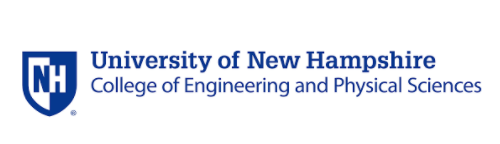 University of New Hampshire
College of Engineering and Physical Sciences
NH
®